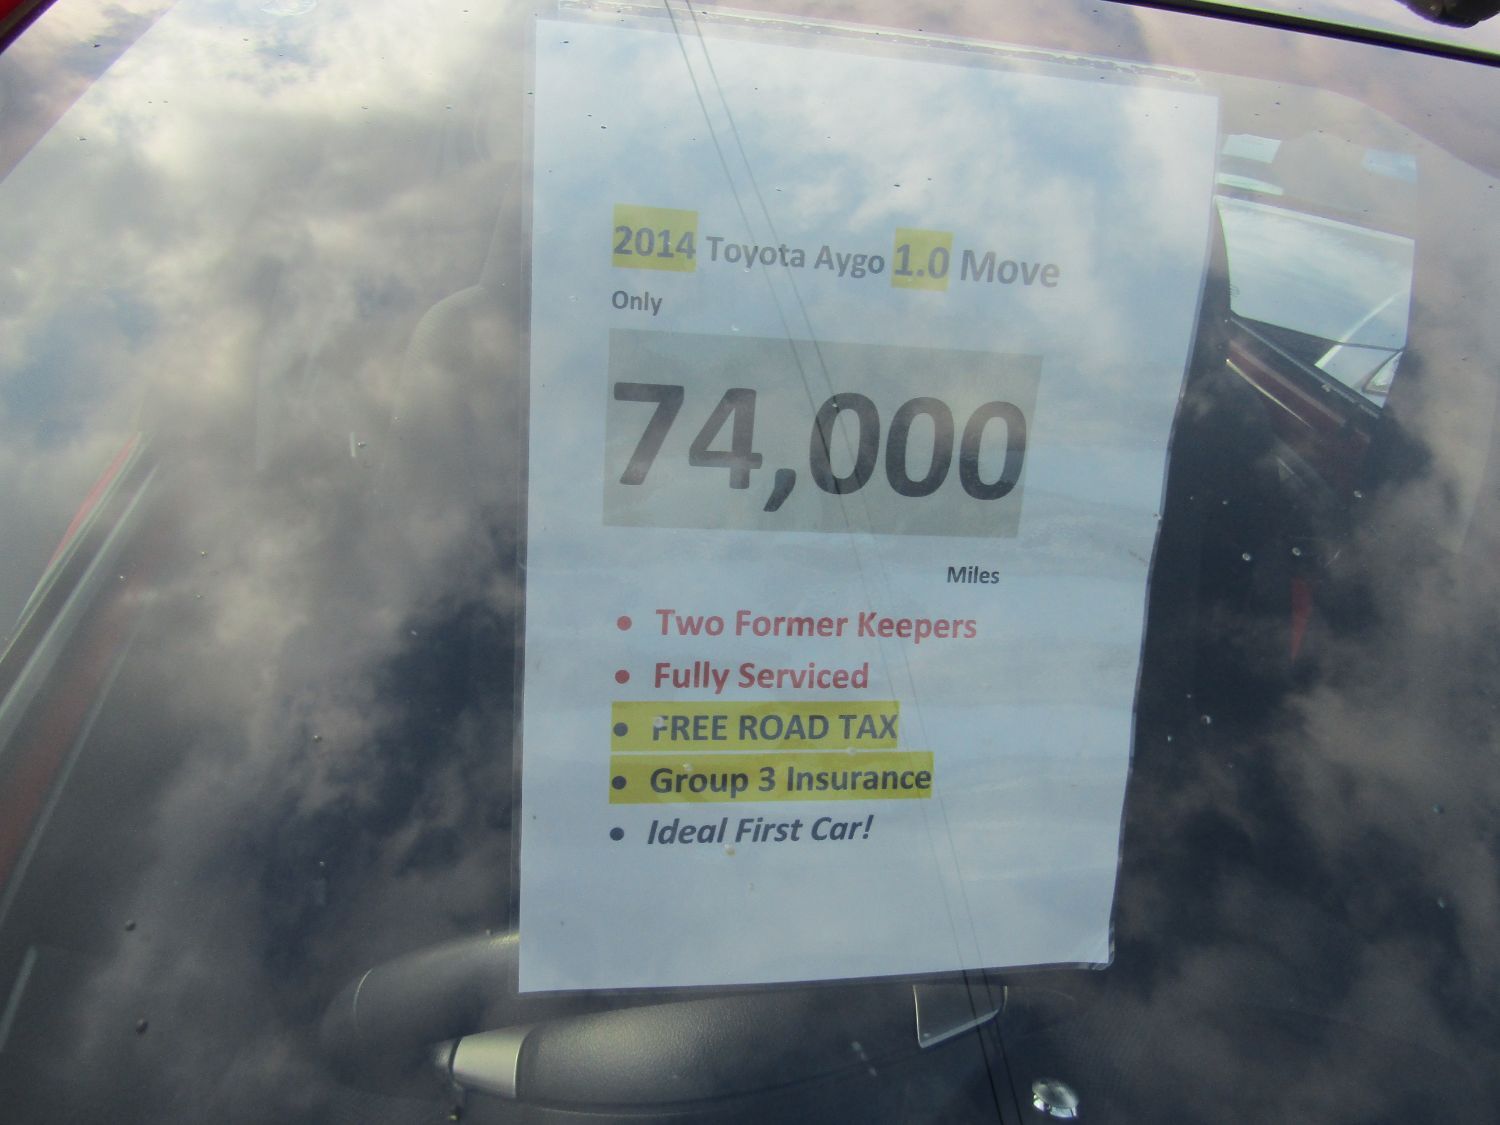 2014 Toyota Aygo 1.0 Move
Only
74,000
Miles
• Two Former Keepers
• Fully Serviced
• FREE ROAD TAX
• Group 3 Insurance
• Ideal First Car!